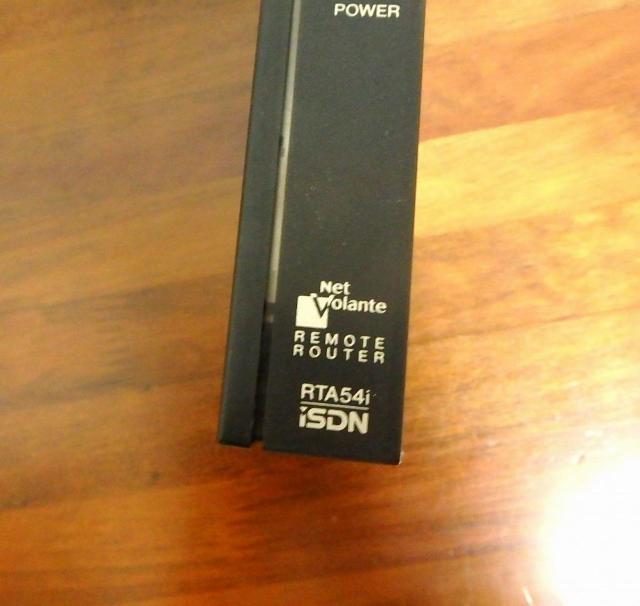 POWER
Net
Volante
REMOTE
ROUTER
RTA54i
iSDN